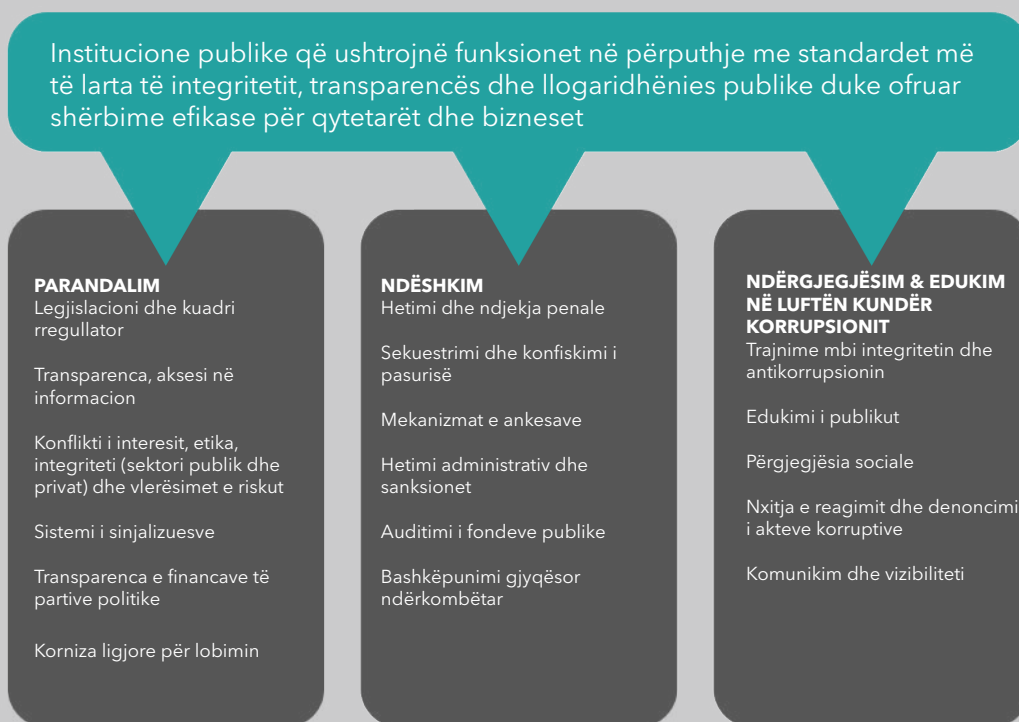 Institucione publike që ushtrojnë funksionet në përputhje me standardet më
të larta të integritetit, transparencës dhe llogaridhënies publike duke ofruar
shërbime efikase për qytetarët dhe bizneset
PARANDALIM
Legjislacioni dhe kuadri
rregullator
Transparenca, aksesi në
informacion
Konflikti i interesit, etika,
integriteti (sektori publik dhe
privat) dhe vlerësimet e riskut
Sistemi i sinjalizuesve
Transparenca e financave të
partive politike
Korniza ligjore për lobimin
NDËSHKIM
Hetimi dhe ndjekja penale
Sekuestrimi dhe konfiskimi i
pasurisë
Mekanizmat e ankesave
Hetimi administrativ dhe
sanksionet
Auditimi i fondeve publike
Bashkëpunimi gjyqësor
ndërkombëtar
NDËRGJEGJËSIM & EDUKIM
NË LUFTËN KUNDËR
KORRUPSIONIT
Trajnime mbi integritetin dhe
antikorrupsionin
Edukimi i publikut
Përgjegjësia sociale
Nxitja e reagimit dhe denoncimi
i akteve korruptive
Komunikim dhe vizibiliteti